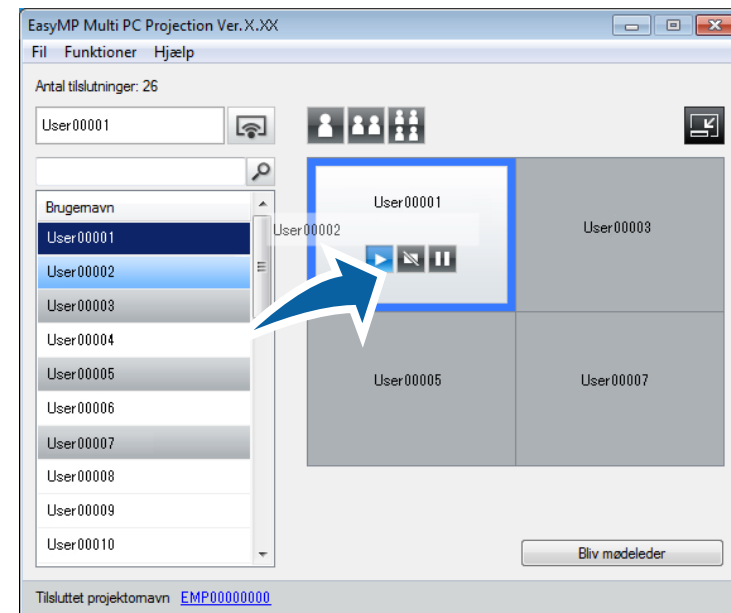 EasyMP Multi PC Projection Ver.X.XX
Fil Funktioner Hjælp
Antal tilslutninger: 26
User00001
Brugernavn
User00001
User00002
User00003
User00004
User00005
User00006
User00007
User00008
User00009
User00010
User00002
User00001
User00003
User00005
User00007
Bliv mødeleder
Tilsluttet projektornavn EMP00000000